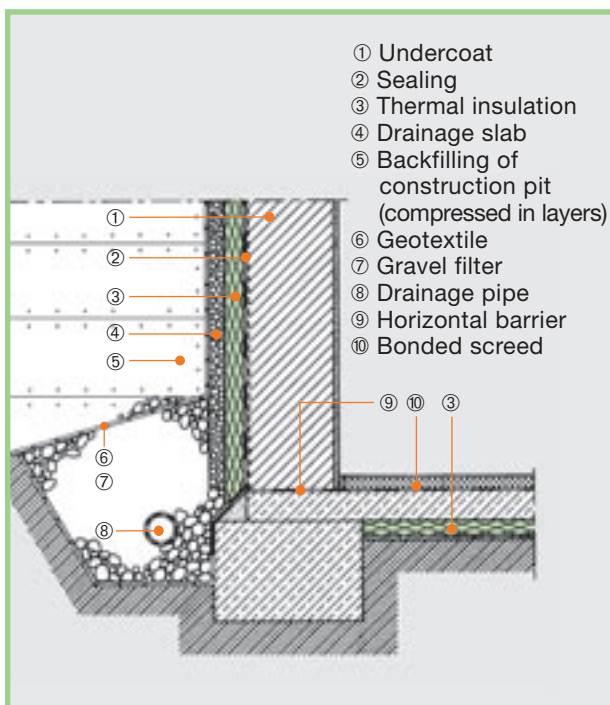 ① Undercoat
② Sealing
③ Thermal insulation
④ Drainage slab
⑤ Backfilling of
construction pit
(compressed in layers)
⑥ Geotextile
⑦ Gravel filter
⑧ Drainage pipe
⑨ Horizontal barrier
⑩ Bonded screed
①
②
③
④
⑤
⑨ ⑩ ③
⑥
⑦
⑧